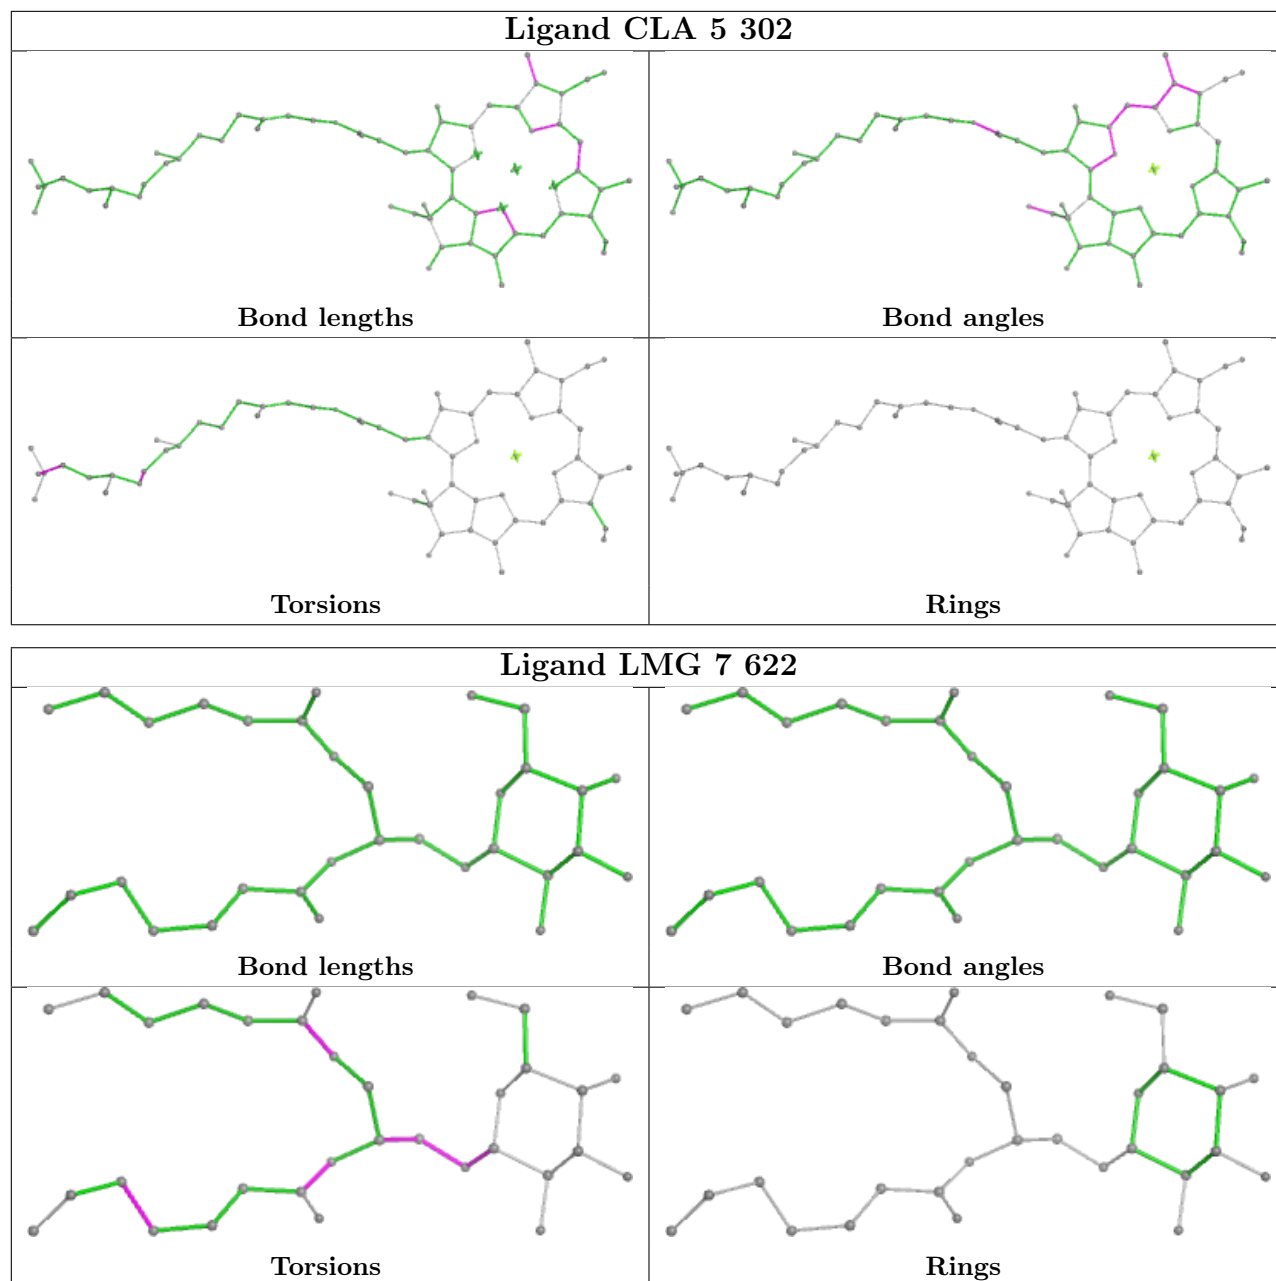 Ligand CLA 5 302
Bond lengths
Bond angles
Torsions
Rings
Ligand LMG 7 622
Bond lengths
Bond angles
Torsions
Rings